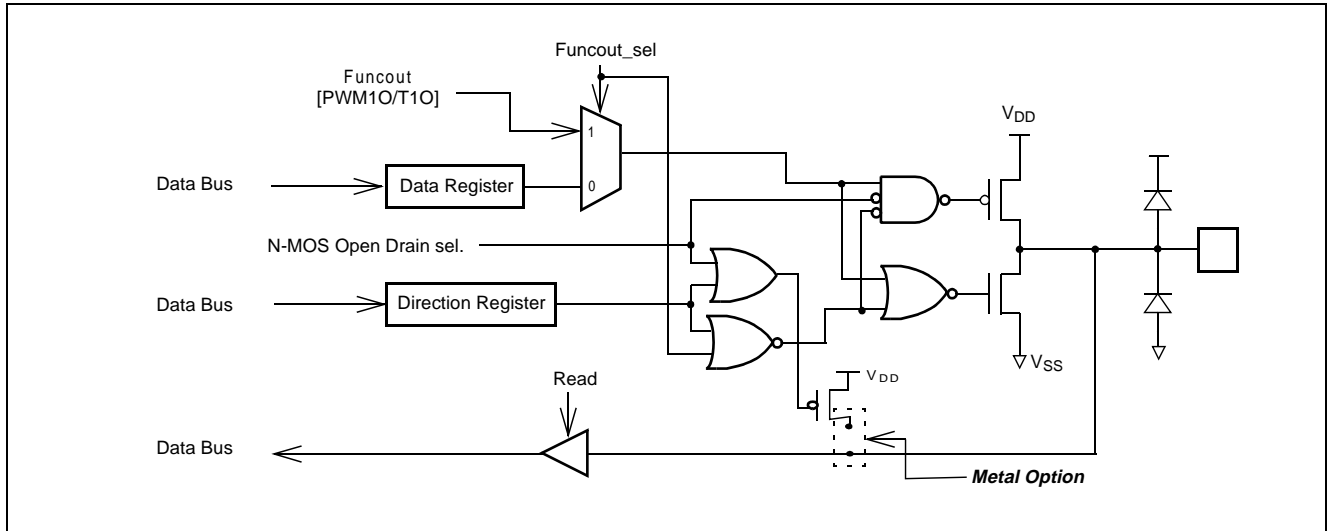 Funcout_sel
Funcout
[PWM1O/T1O]
1
VDD
Data Bus
Data Register
0
N-MOS Open Drain sel.
Data Bus
Direction Register
VSS
Read
VDD
Data Bus
Metal Option